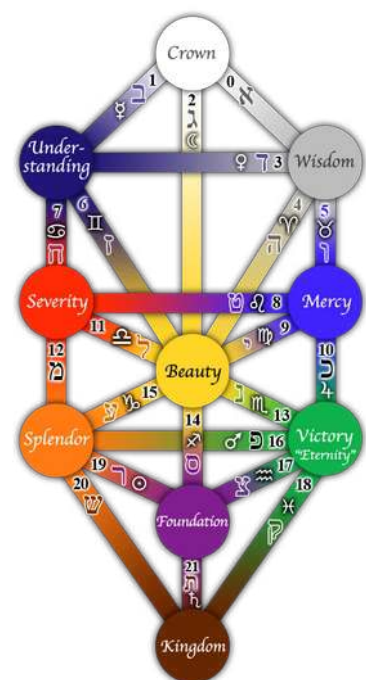 Crown
1 ב ☿
0 א
2 ג ☾
Under-
standing
♀ ד 3
Wisdom
7 ♋ ח
6 ♊ ז
4 ♈ ה
5 ♉ ו
Severity
ט ♌ 8
Mercy
11 ♎ ל
י ♍ 9
12 מ
Beauty
10 כ ♃
ע ♑ 15
נ ♏ 13
Splendor
14 ♐ ס
♂ פ 16
Victory
"Eternity"
19 ר ☉
צ ♒ 17
20 ש
18 ♓ ק
Foundation
21 ת ♄
Kingdom